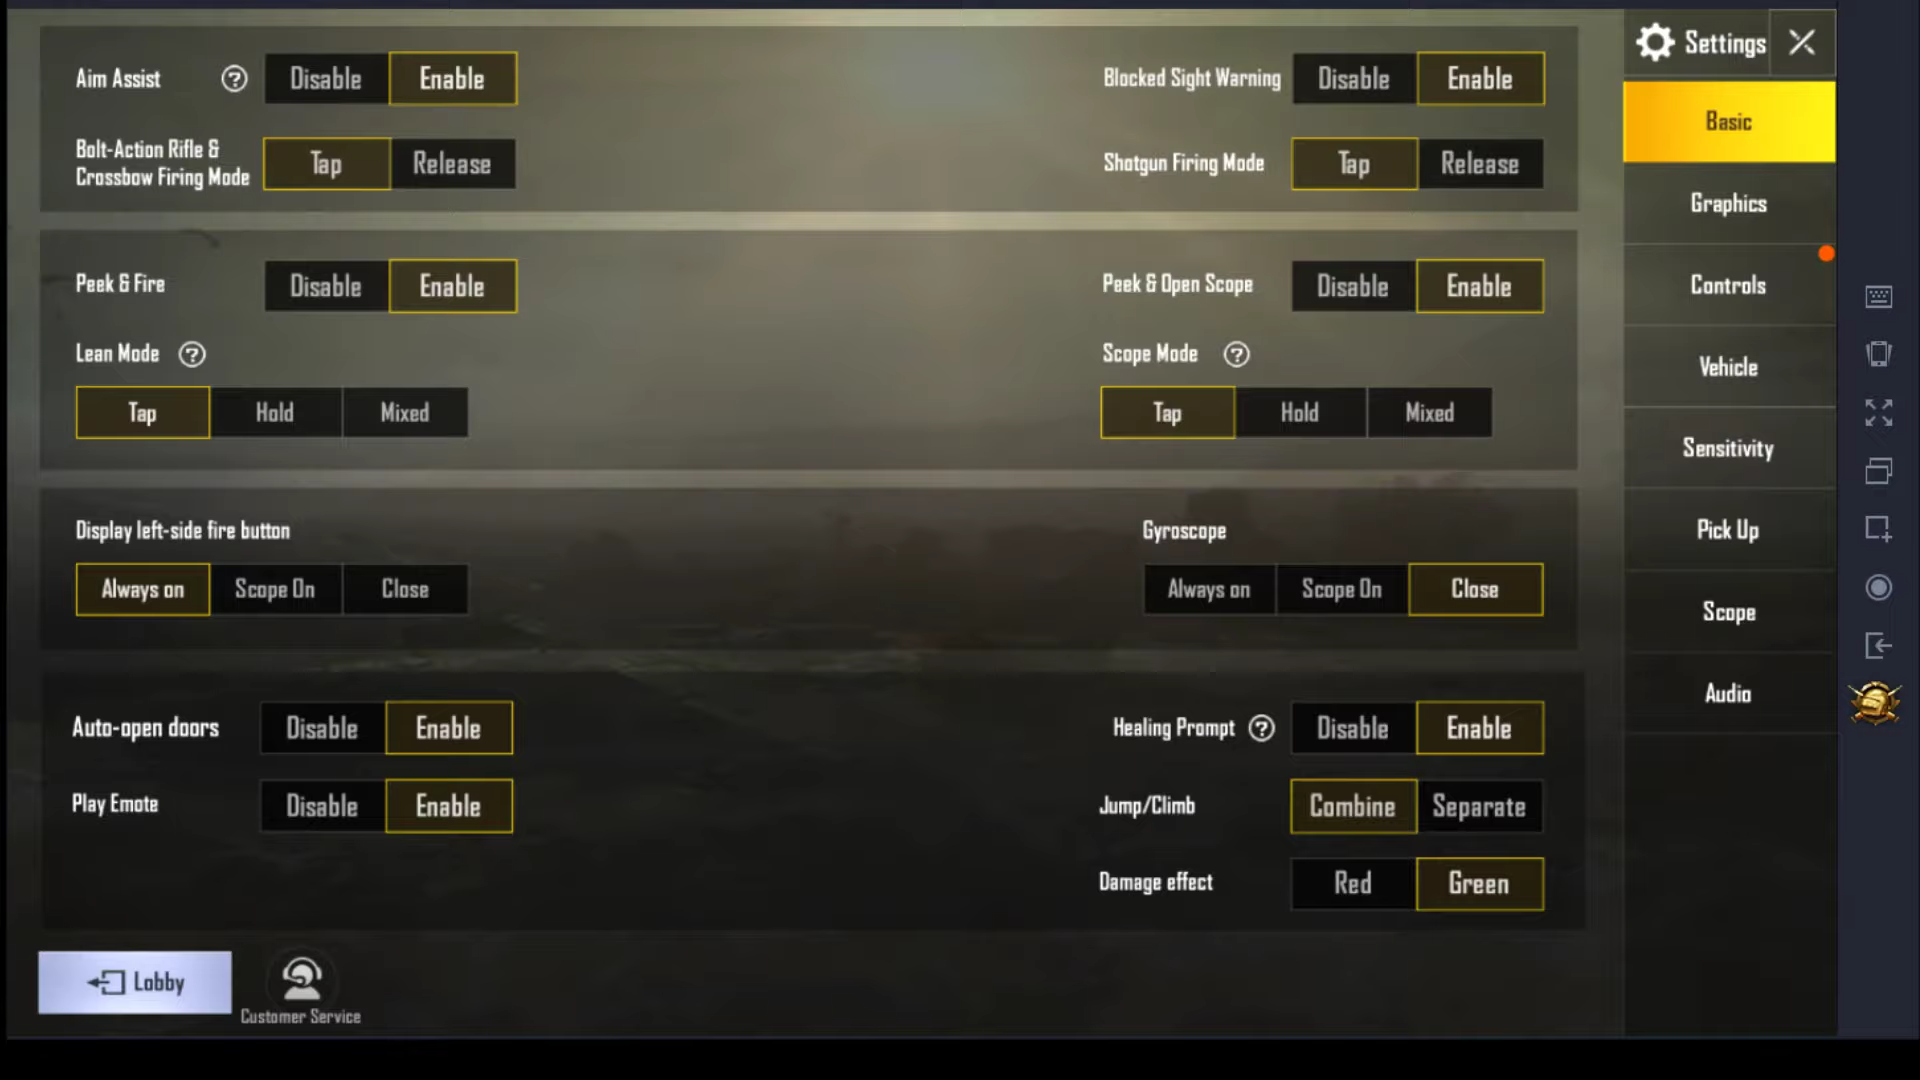 Settings
Aim Assist ? Disable Enable
Blocked Sight Warning Disable Enable
Bolt-Action Rifle &
Crossbow Firing Mode
Tap Release
Shotgun Firing Mode Tap Release
Peek & Fire Disable Enable
Peek & Open Scope Disable Enable
Lean Mode ?
Tap Hold Mixed
Scope Mode ?
Tap Hold Mixed
Display left-side fire button
Always on Scope On Close
Gyroscope
Always on Scope On Close
Auto-open doors Disable Enable
Healing Prompt ? Disable Enable
Play Emote Disable Enable
Jump/Climb Combine Separate
Damage effect Red Green
Lobby
Customer Service
Basic
Graphics
Controls
Vehicle
Sensitivity
Pick Up
Scope
Audio